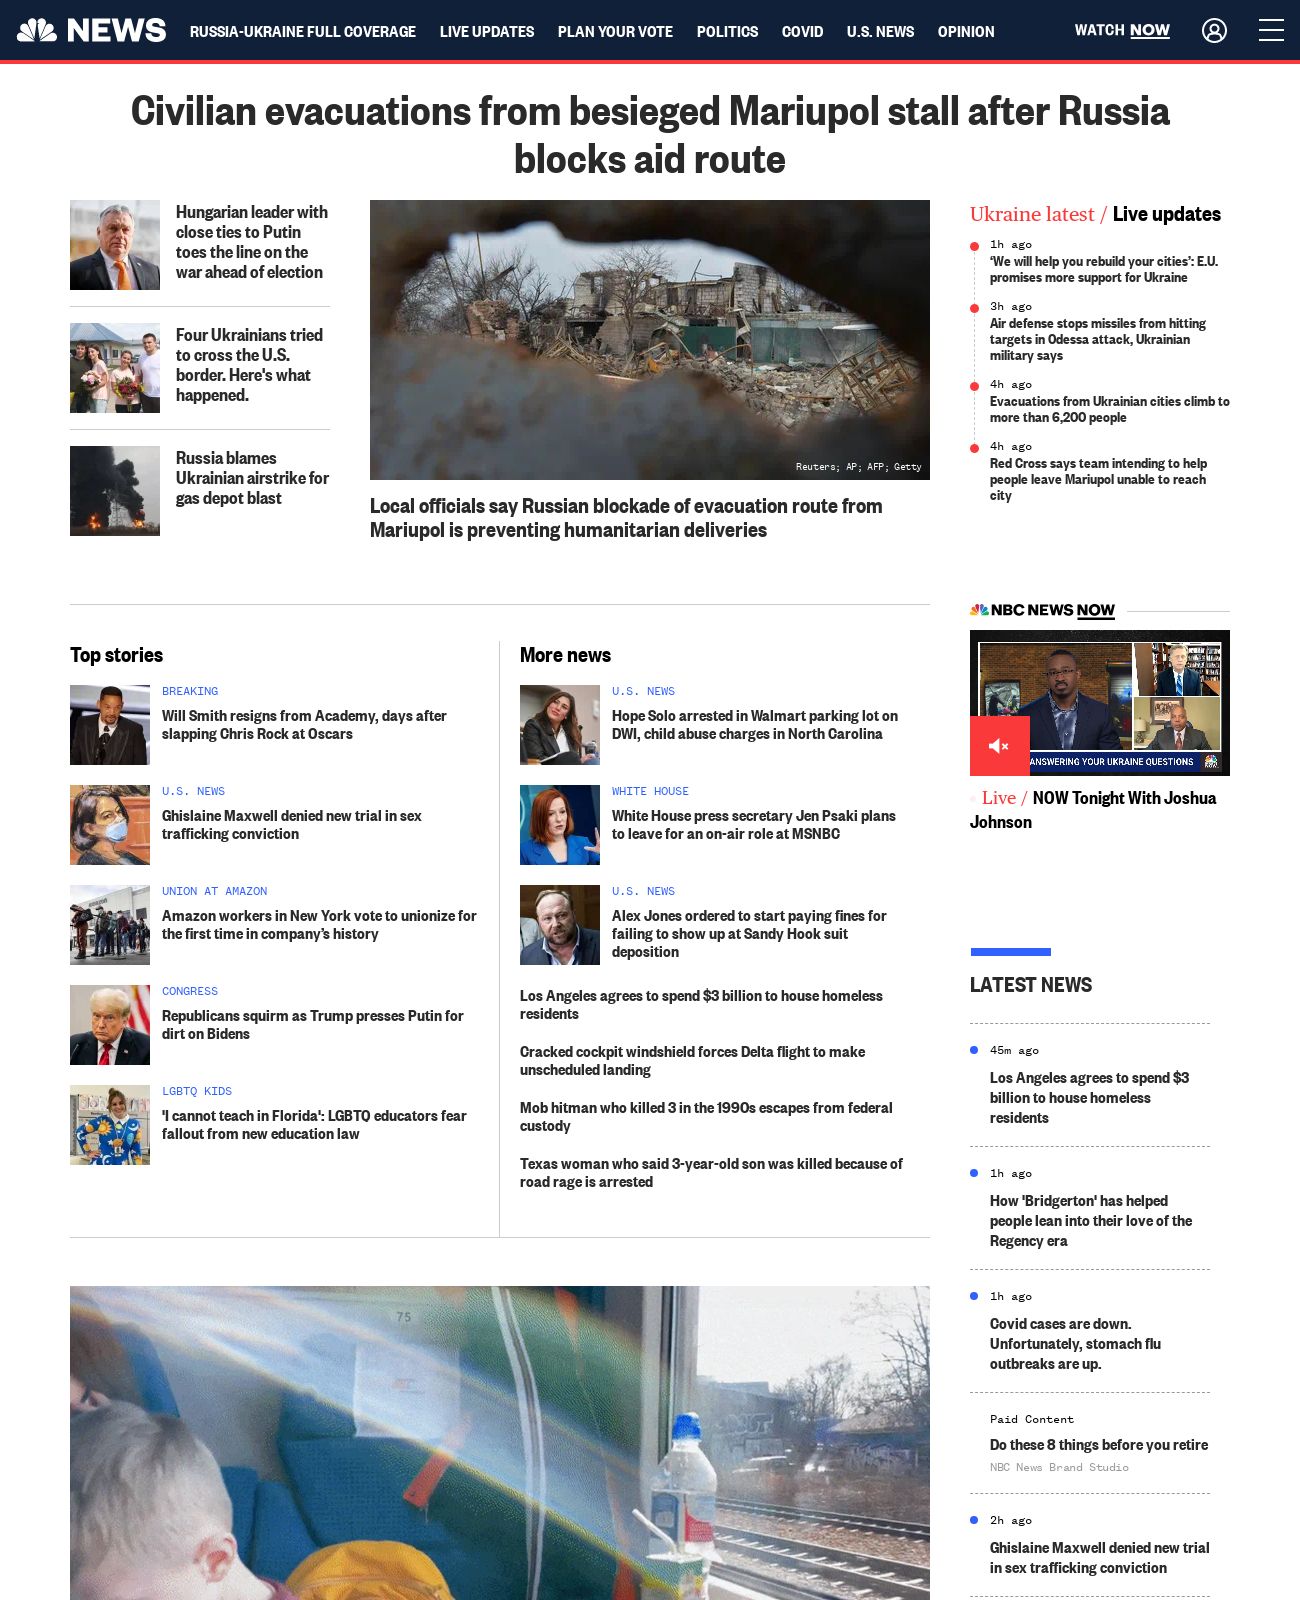 NEWS
RUSSIA-UKRAINE FULL COVERAGE
LIVE UPDATES
PLAN YOUR VOTE
POLITICS
COVID
U.S. NEWS
OPINION
WATCH NOW
Civilian evacuations from besieged Mariupol stall after Russia
blocks aid route
Hungarian leader with
close ties to Putin
toes the line on the
war ahead of election
Four Ukrainians tried
to cross the U.S.
border. Here's what
happened.
Russia blames
Ukrainian airstrike for
gas depot blast
Reuters; AP; AFP; Getty
Local officials say Russian blockade of evacuation route from
Mariupol is preventing humanitarian deliveries
Ukraine latest / Live updates
1h ago
‘We will help you rebuild your cities’: E.U.
promises more support for Ukraine
3h ago
Air defense stops missiles from hitting
targets in Odessa attack, Ukrainian
military says
4h ago
Evacuations from Ukrainian cities climb to
more than 6,200 people
4h ago
Red Cross says team intending to help
people leave Mariupol unable to reach
city
Top stories
BREAKING
Will Smith resigns from Academy, days after
slapping Chris Rock at Oscars
U.S. NEWS
Ghislaine Maxwell denied new trial in sex
trafficking conviction
UNION AT AMAZON
Amazon workers in New York vote to unionize for
the first time in company’s history
CONGRESS
Republicans squirm as Trump presses Putin for
dirt on Bidens
LGBTQ KIDS
'I cannot teach in Florida': LGBTQ educators fear
fallout from new education law
More news
U.S. NEWS
Hope Solo arrested in Walmart parking lot on
DWI, child abuse charges in North Carolina
WHITE HOUSE
White House press secretary Jen Psaki plans
to leave for an on-air role at MSNBC
U.S. NEWS
Alex Jones ordered to start paying fines for
failing to show up at Sandy Hook suit
deposition
Los Angeles agrees to spend $3 billion to house homeless
residents
Cracked cockpit windshield forces Delta flight to make
unscheduled landing
Mob hitman who killed 3 in the 1990s escapes from federal
custody
Texas woman who said 3-year-old son was killed because of
road rage is arrested
NBC NEWS NOW
ANSWERING YOUR UKRAINE QUESTIONS
Live / NOW Tonight With Joshua
Johnson
LATEST NEWS
45m ago
Los Angeles agrees to spend $3
billion to house homeless
residents
1h ago
How 'Bridgerton' has helped
people lean into their love of the
Regency era
1h ago
Covid cases are down.
Unfortunately, stomach flu
outbreaks are up.
Paid Content
Do these 8 things before you retire
NBC News Brand Studio
2h ago
Ghislaine Maxwell denied new trial
in sex trafficking conviction
75